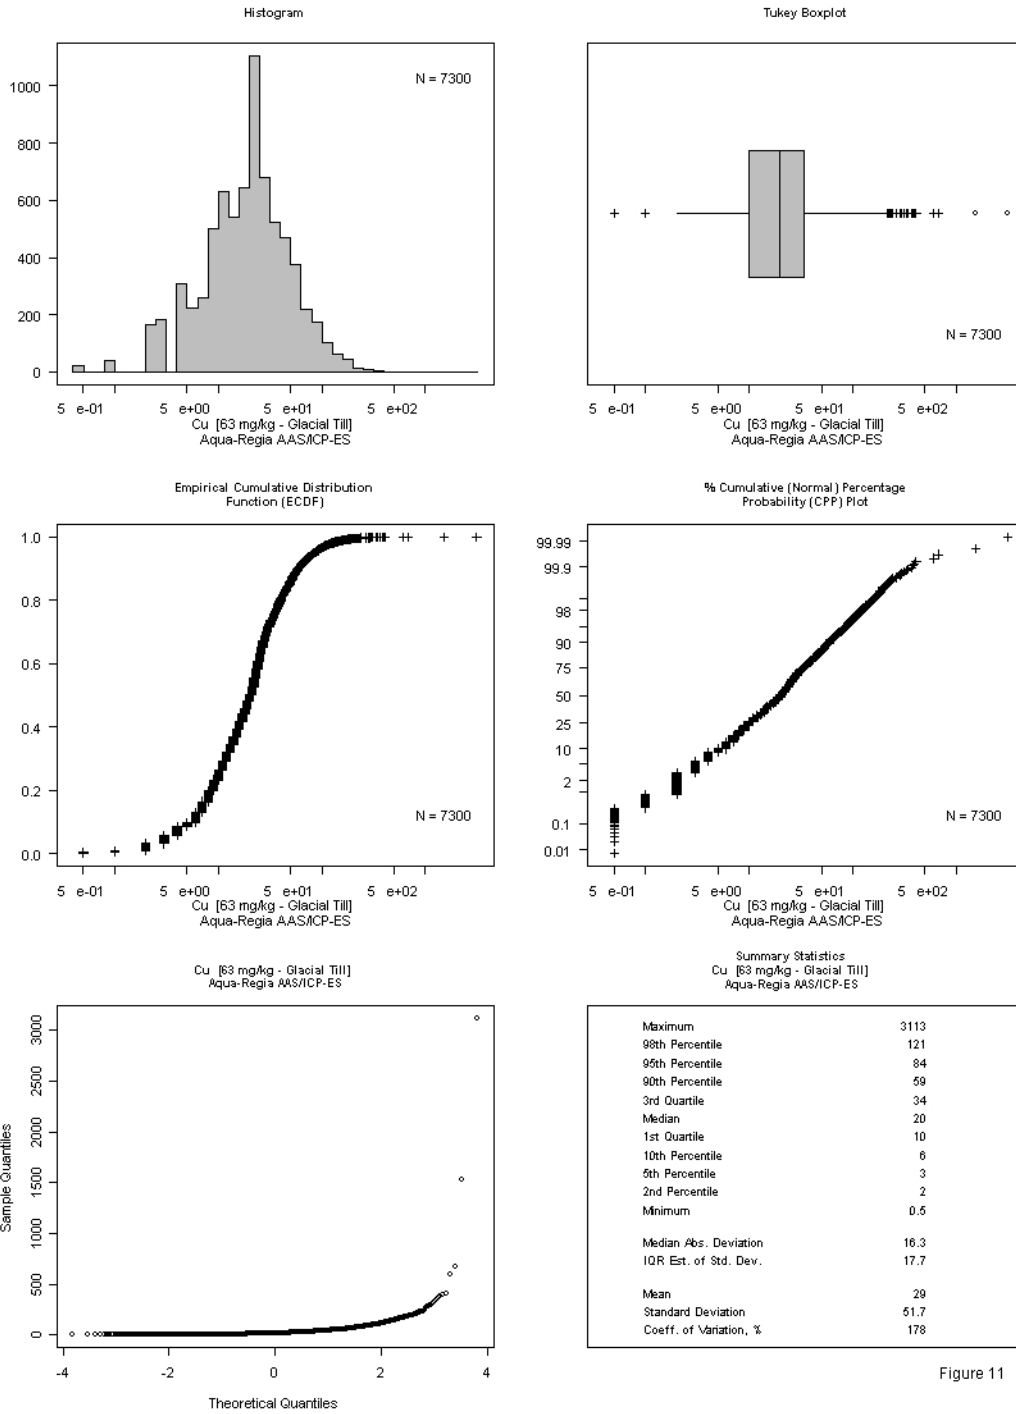 Histogram
N = 7300
1000
800
600
400
200
0
5 e-01 5 e+00 5 e+01 5 e+02
Cu [63 mg/kg - Glacial Till]
Aqua-Regia AAS/ICP-ES
Tukey Boxplot
N = 7300
5 e-01 5 e+00 5 e+01 5 e+02
Cu [63 mg/kg - Glacial Till]
Aqua-Regia AAS/ICP-ES
Empirical Cumulative Distribution
Function (ECDF)
1.0
0.8
0.6
0.4
0.2
0.0
N = 7300
5 e-01 5 e+00 5 e+01 5 e+02
Cu [63 mg/kg - Glacial Till]
Aqua-Regia AAS/ICP-ES
% Cumulative (Normal) Percentage
Probability (CPP) Plot
99.99
99.9
98
90
75
50
25
10
2
0.1
0.01
N = 7300
5 e-01 5 e+00 5 e+01 5 e+02
Cu [63 mg/kg - Glacial Till]
Aqua-Regia AAS/ICP-ES
Cu [63 mg/kg - Glacial Till]
Aqua-Regia AAS/ICP-ES
Sample Quantiles
3000
2500
2000
1500
1000
500
0
-4 -2 0 2 4
Theoretical Quantiles
Summary Statistics
Cu [63 mg/kg - Glacial Till]
Aqua-Regia AAS/ICP-ES
Maximum 3113
98th Percentile 121
95th Percentile 84
90th Percentile 59
3rd Quartile 34
Median 20
1st Quartile 10
10th Percentile 6
5th Percentile 3
2nd Percentile 2
Minimum 0.5
Median Abs. Deviation 16.3
IQR Est. of Std. Dev. 17.7
Mean 29
Standard Deviation 51.7
Coeff. of Variation, % 178
Figure 11